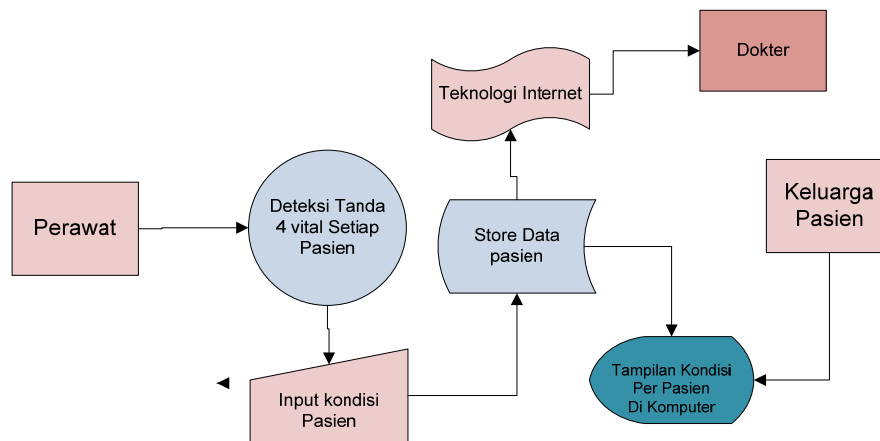 Dokter
Teknologi Internet
Perawat
Deteksi Tanda
4 vital Setiap
Pasien
Store Data
pasien
Keluarga
Pasien
Input kondisi
Pasien
Tampilan Kondisi
Per Pasien
Di Komputer